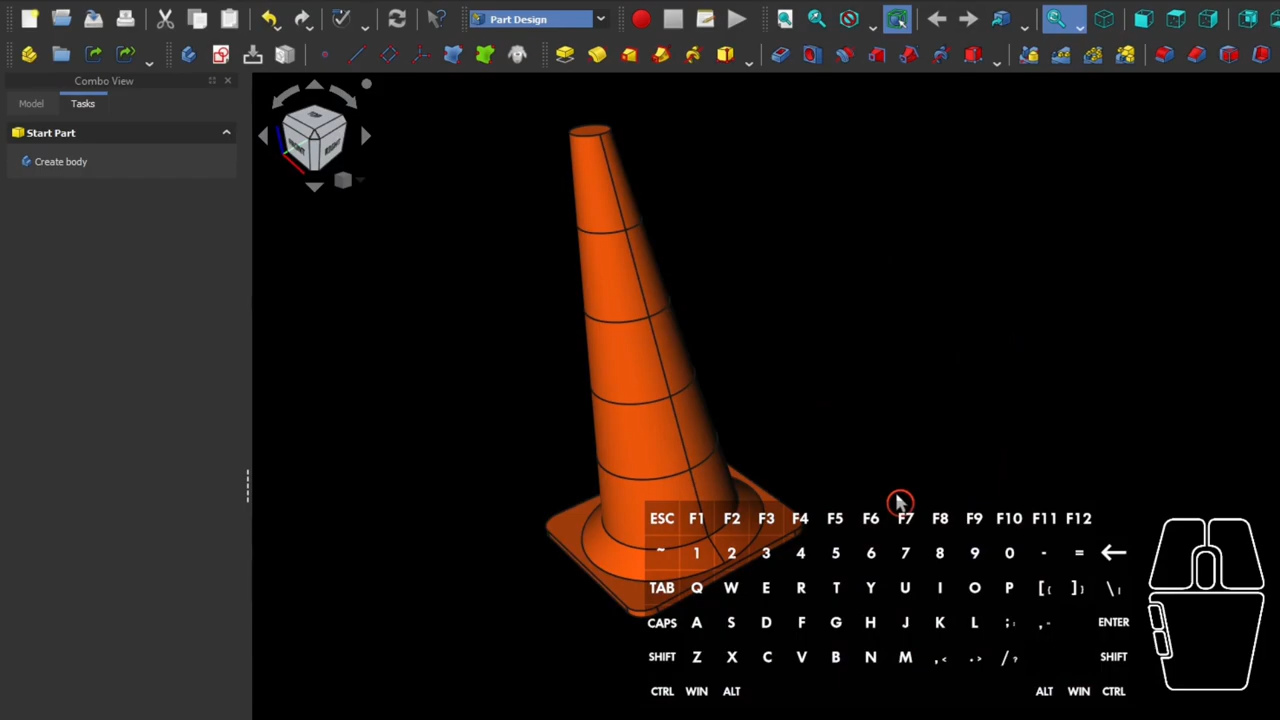 Part Design
Combo View
Model
Tasks
Start Part
Create body
FRONT
RIGHT
ESC F1 F2 F3 F4 F5 F6 F7 F8 F9 F10 F11 F12
~ 1 2 3 4 5 6 7 8 9 0 - =
TAB Q W E R T Y U I O P [{ ]} \|
CAPS A S D F G H J K L ;: ENTER
SHIFT Z X C V B N M ,< .> /? SHIFT
CTRL WIN ALT ALT WIN CTRL